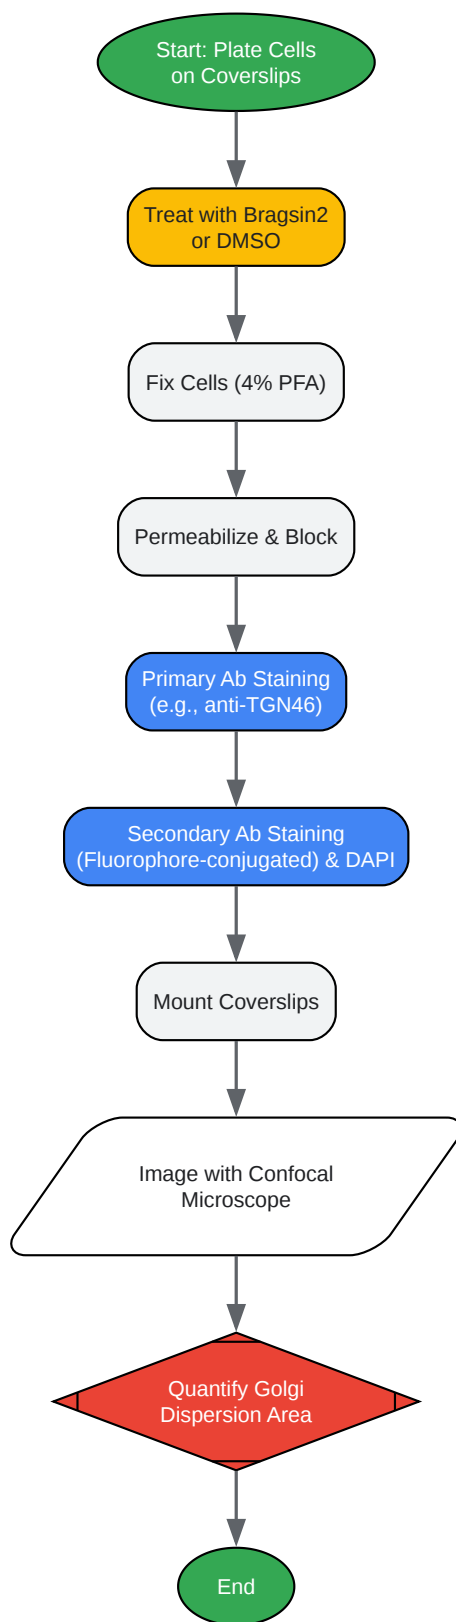 Start: Plate Cells
on Coverslips
Treat with Bragsin2
or DMSO
Fix Cells (4% PFA)
Permeabilize & Block
Primary Ab Staining
(e.g., anti-TGN46)
Secondary Ab Staining
(Fluorophore-conjugated) & DAPI
Mount Coverslips
Image with Confocal
Microscope
Quantify Golgi
Dispersion Area
End